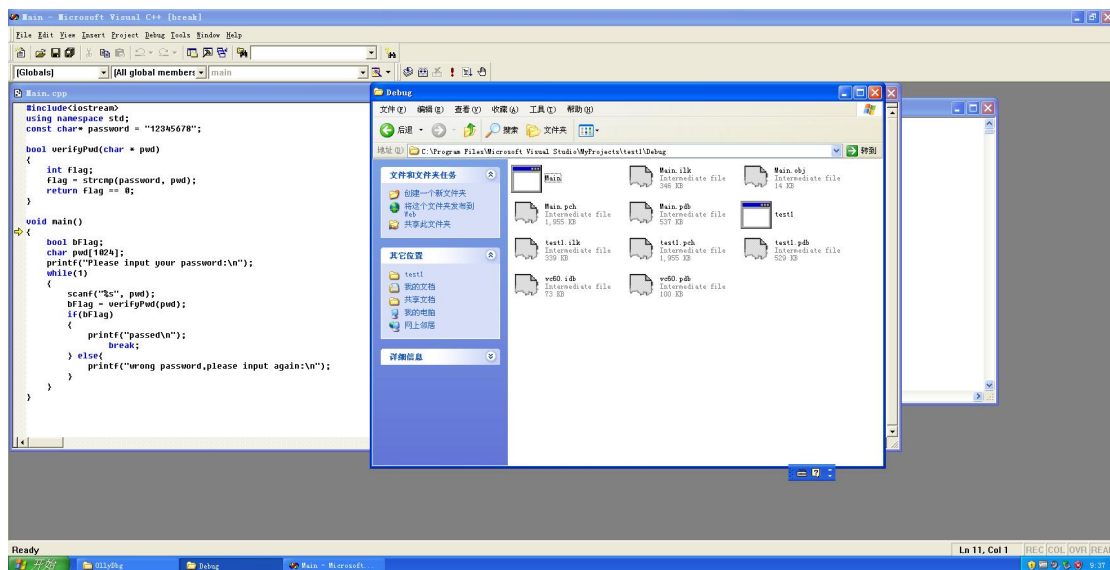 Main - Microsoft Visual C++ [break]
File Edit View Insert Project Debug Tools Window Help
[Globals] [All global members main
Main.cpp
#include<iostream>
using namespace std;
const char* password = "12345678";
bool verifyPwd(char * pwd)
{
int flag;
flag = strcmp(password, pwd);
return flag == 0;
}
void main()
{
bool bFlag;
char pwd[1024];
printf("Please input your password:\n");
while(1)
{
scanf("%s", pwd);
bFlag = verifyPwd(pwd);
if(bFlag)
{
printf("passed\n");
break;
} else{
printf("wrong password,please input again:\n");
}
}
}
Debug
文件(F) 编辑(E) 查看(V) 收藏(A) 工具(T) 帮助(H)
后退 搜索 文件夹
地址(D) C:\Program Files\Microsoft Visual Studio\MyProjects\test1\Debug 转到
文件和文件夹任务
创建一个新文件夹
将这个文件夹发布到
Web
共享此文件夹
其它位置
test1
我的文档
共享文档
我的电脑
网上邻居
详细信息
Main
Main.ilk
Intermediate file
346 KB
Main.obj
Intermediate file
14 KB
Main.pch
Intermediate file
1,955 KB
Main.pdb
Intermediate file
537 KB
test1
test1.ilk
Intermediate file
339 KB
test1.pch
Intermediate file
1,955 KB
test1.pdb
Intermediate file
529 KB
vc60.idb
Intermediate file
73 KB
vc60.pdb
Intermediate file
100 KB
Ready Ln 11, Col 1 REC COL OVR READ
开始 OllyDbg Debug Main - Microsoft... 9:37